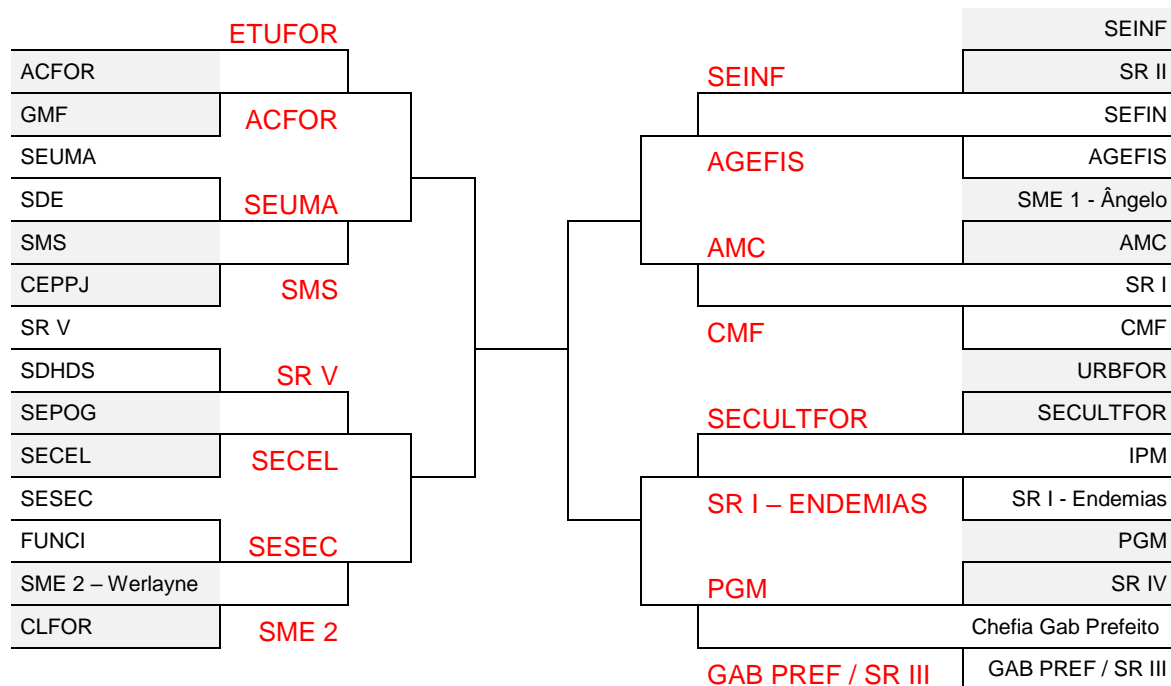 ETUFOR
ACFOR
GMF
ACFOR
SEUMA
SDE
SEUMA
SMS
CEPPJ
SMS
SR V
SDHDS
SR V
SEPOG
SECEL
SECEL
SESEC
FUNCI
SESEC
SME 2 – Werlayne
CLFOR
SME 2
SEINF
SEINF
SR II
SEFIN
AGEFIS
AGEFIS
SME 1 - Ângelo
AMC
AMC
SR I
CMF
CMF
URBFOR
SECULTFOR
SECULTFOR
IPM
SR I – ENDEMIAS
SR I - Endemias
PGM
PGM
SR IV
Chefia Gab Prefeito
GAB PREF / SR III
GAB PREF / SR III